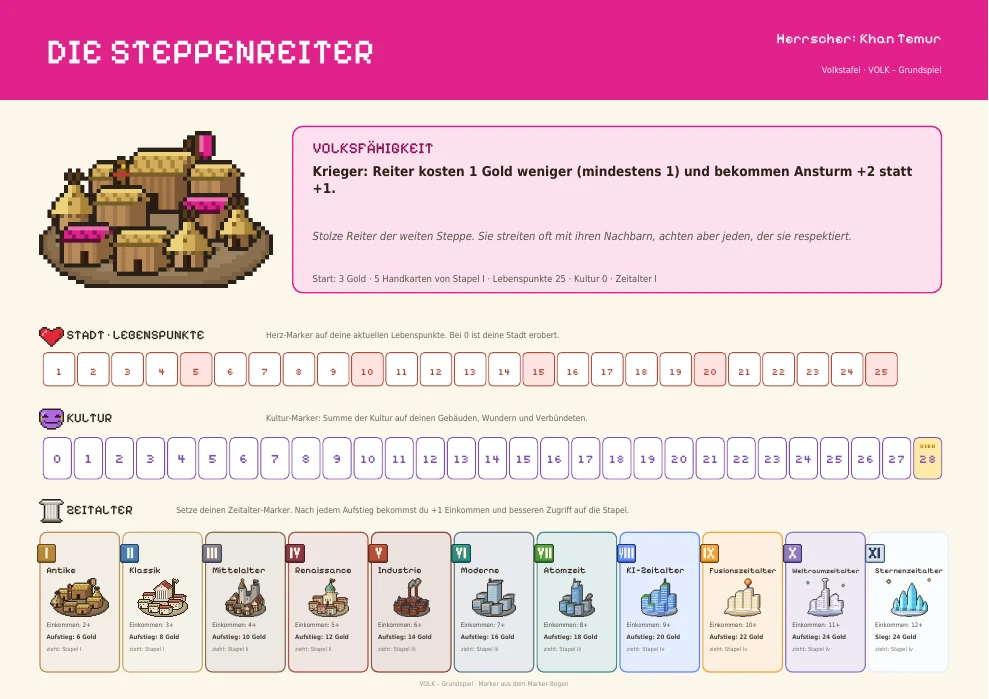 DIE STEPPENREITER
Herrscher: Khan Temur
Volkstafel · VOLK – Grundspiel
VOLKSFÄHIGKEIT
Krieger: Reiter kosten 1 Gold weniger (mindestens 1) und bekommen Ansturm +2 statt
+1.
Stolze Reiter der weiten Steppe. Sie streiten oft mit ihren Nachbarn, achten aber jeden, der sie respektiert.
Start: 3 Gold · 5 Handkarten von Stapel I · Lebenspunkte 25 · Kultur 0 · Zeitalter I
STADT · LEBENSPUNKTE
Herz-Marker auf deine aktuellen Lebenspunkte. Bei 0 ist deine Stadt erobert.
1 2 3 4 5 6 7 8 9 10 11 12 13 14 15 16 17 18 19 20 21 22 23 24 25
KULTUR
Kultur-Marker: Summe der Kultur auf deinen Gebäuden, Wundern und Verbündeten.
SIEG
0 1 2 3 4 5 6 7 8 9 10 11 12 13 14 15 16 17 18 19 20 21 22 23 24 25 26 27 28
ZEITALTER
Setze deinen Zeitalter-Marker. Nach jedem Aufstieg bekommst du +1 Einkommen und besseren Zugriff auf die Stapel.
I
Antike
Einkommen: 2+
Aufstieg: 6 Gold
zieht: Stapel I
II
Klassik
Einkommen: 3+
Aufstieg: 8 Gold
zieht: Stapel I
III
Mittelalter
Einkommen: 4+
Aufstieg: 10 Gold
zieht: Stapel Ii
IV
Renaissance
Einkommen: 5+
Aufstieg: 12 Gold
zieht: Stapel Ii
V
Industrie
Einkommen: 6+
Aufstieg: 14 Gold
zieht: Stapel Iii
VI
Moderne
Einkommen: 7+
Aufstieg: 16 Gold
zieht: Stapel Iii
VII
Atomzeit
Einkommen: 8+
Aufstieg: 18 Gold
zieht: Stapel Iii
VIII
KI-Zeitalter
Einkommen: 9+
Aufstieg: 20 Gold
zieht: Stapel Iv
IX
Fusionszeitalter
Einkommen: 10+
Aufstieg: 22 Gold
zieht: Stapel Iv
X
Weltraumzeitalter
Einkommen: 11+
Aufstieg: 24 Gold
zieht: Stapel Iv
XI
Sternenzeitalter
Einkommen: 12+
Sieg: 24 Gold
zieht: Stapel Iv
VOLK – Grundspiel · Marker aus dem Marker-Bogen